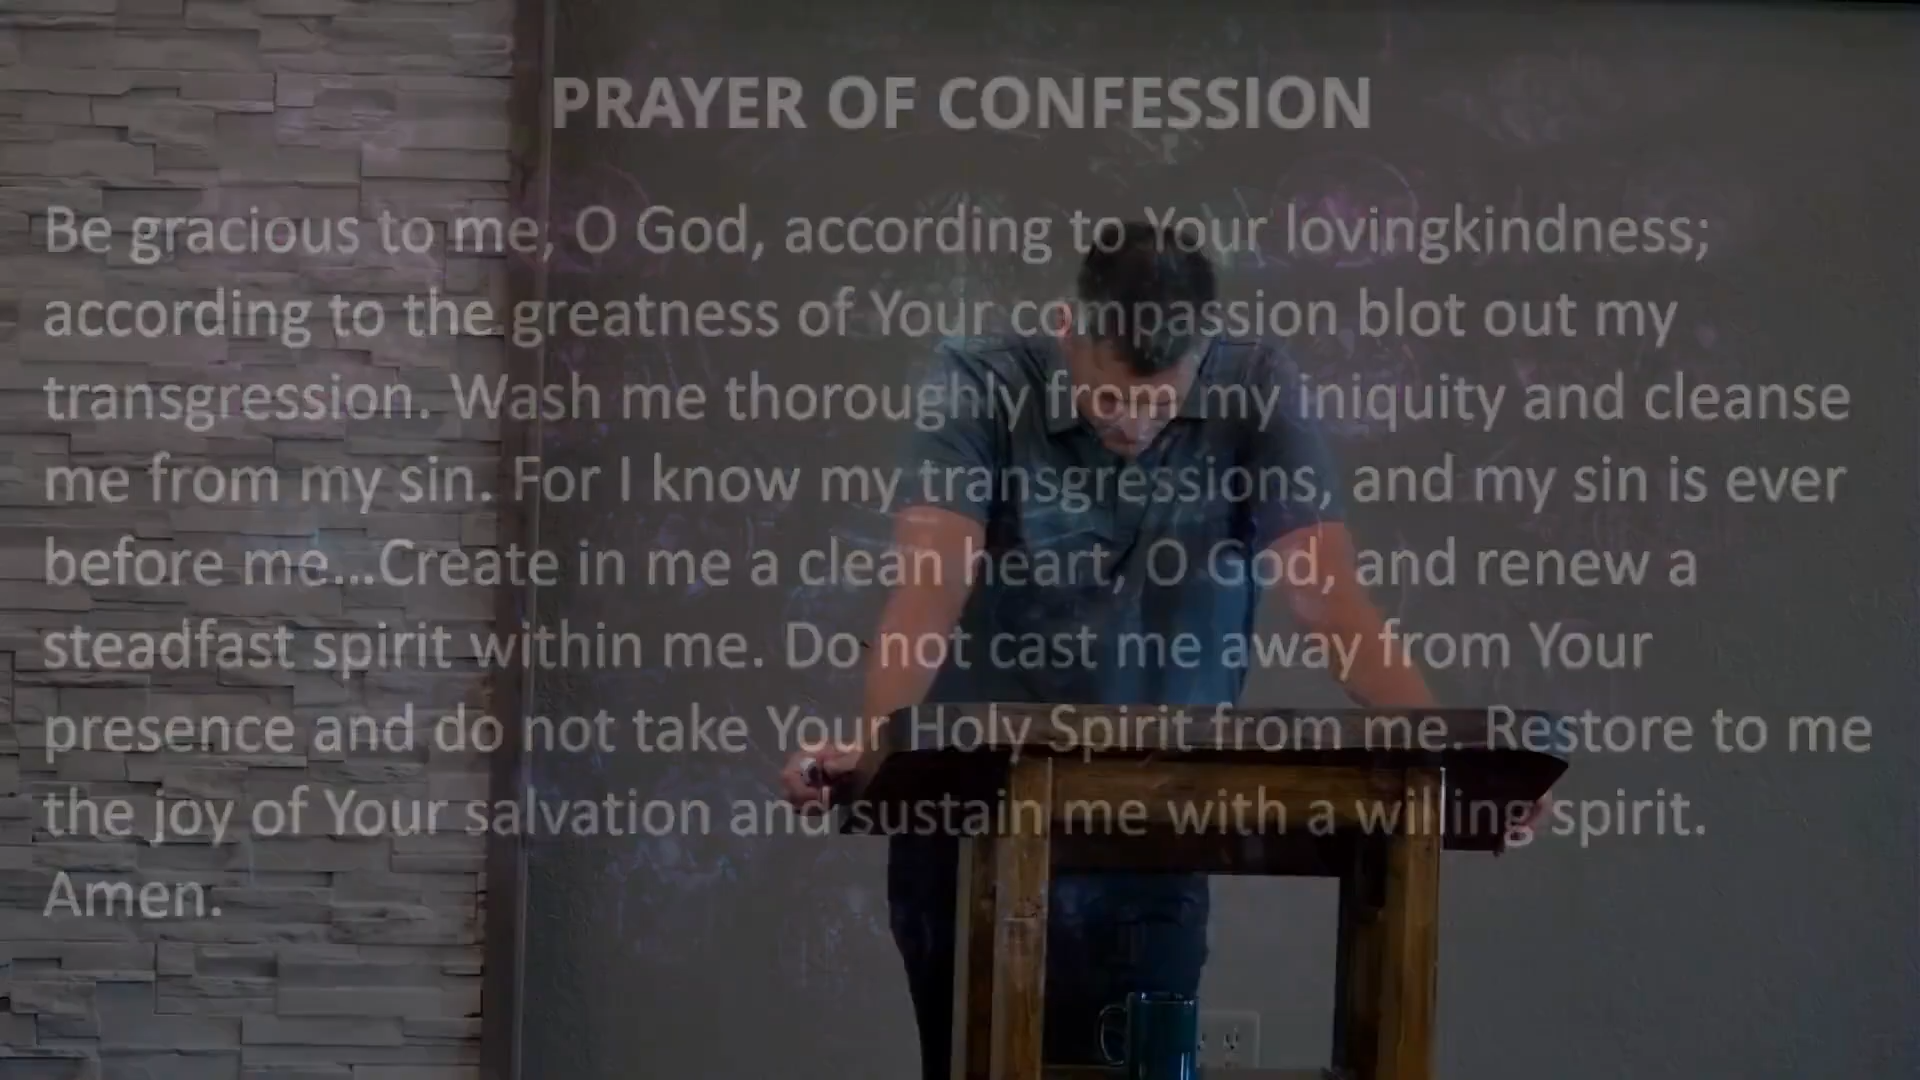 PRAYER OF CONFESSION
Be gracious to me, O God, according to Your lovingkindness;
according to the greatness of Your compassion blot out my
transgression. Wash me thoroughly from my iniquity and cleanse
me from my sin. For I know my transgressions, and my sin is ever
before me...Create in me a clean heart, O God, and renew a
steadfast spirit within me. Do not cast me away from Your
presence and do not take Your Holy Spirit from me. Restore to me
the joy of Your salvation and sustain me with a willing spirit.
Amen.